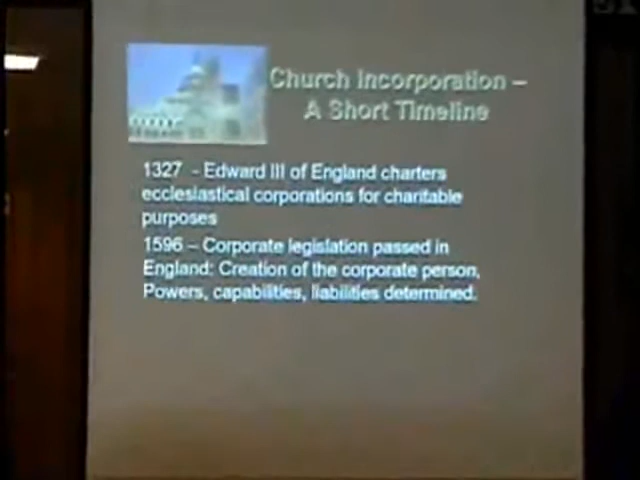 Church Incorporation –
A Short Timeline
1327 - Edward III of England charters
ecclesiastical corporations for charitable
purposes
1596 – Corporate legislation passed in
England: Creation of the corporate person,
Powers, capabilities, liabilities determined.